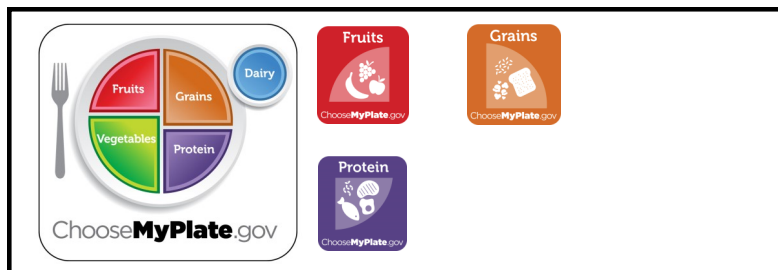 Fruits
Grains
Dairy
Vegetables
Protein
ChooseMyPlate.gov
Fruits
ChooseMyPlate.gov
Grains
ChooseMyPlate.gov
Protein
ChooseMyPlate.gov